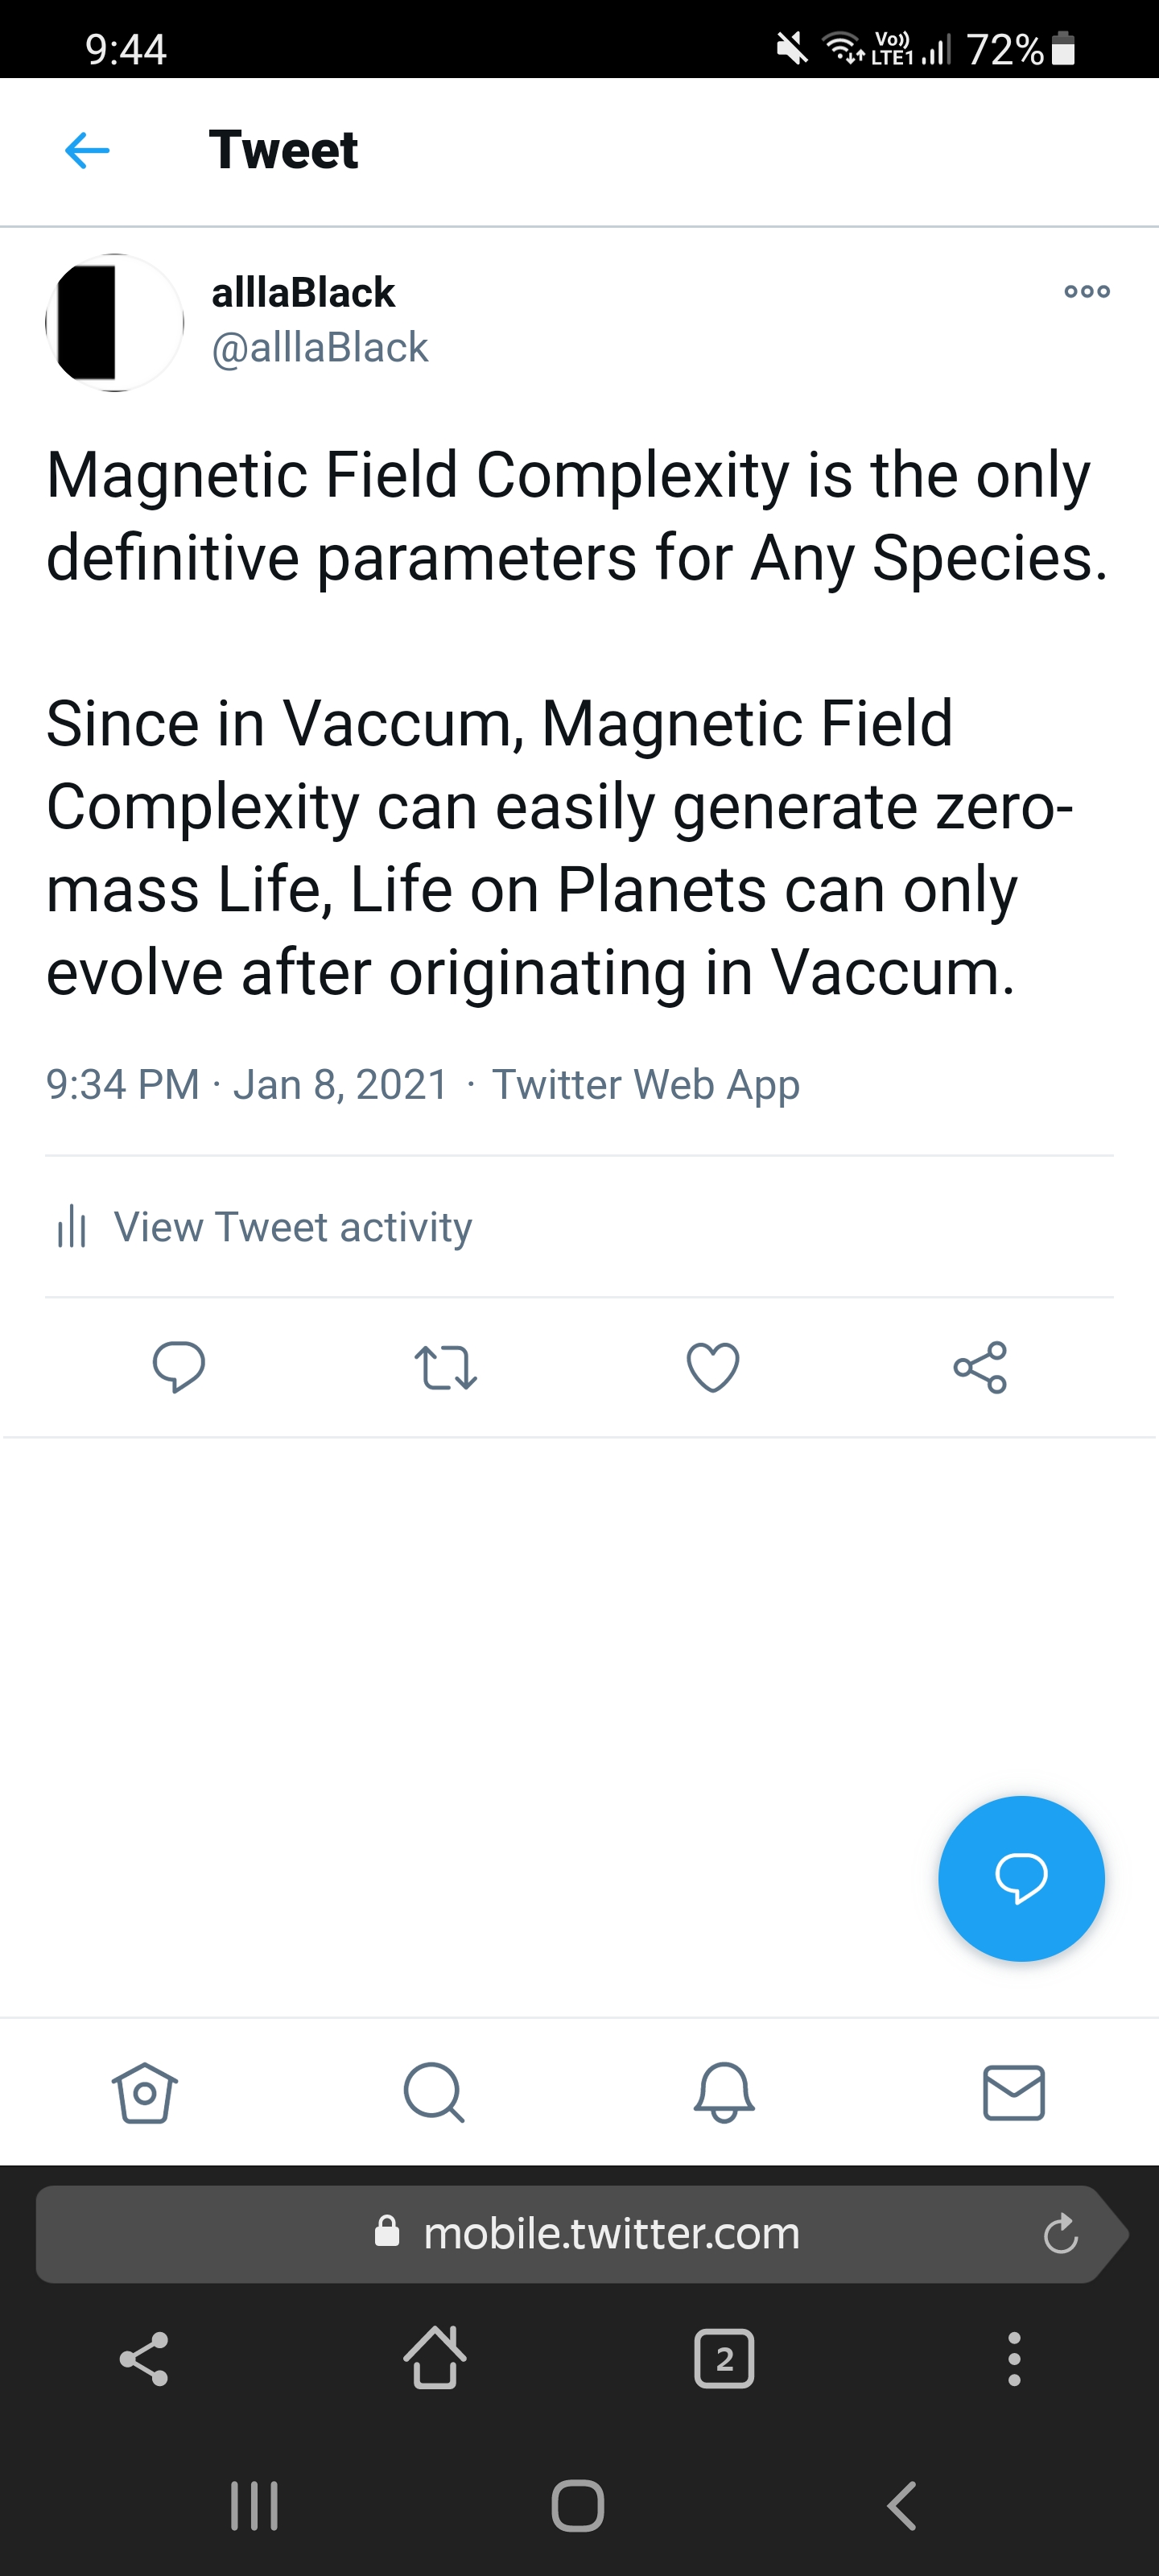 9:44
Vo))
LTE1
72%
Tweet
alllaBlack
@alllaBlack
Magnetic Field Complexity is the only
definitive parameters for Any Species.
Since in Vaccum, Magnetic Field
Complexity can easily generate zero-
mass Life, Life on Planets can only
evolve after originating in Vaccum.
9:34 PM · Jan 8, 2021 · Twitter Web App
View Tweet activity
mobile.twitter.com
2